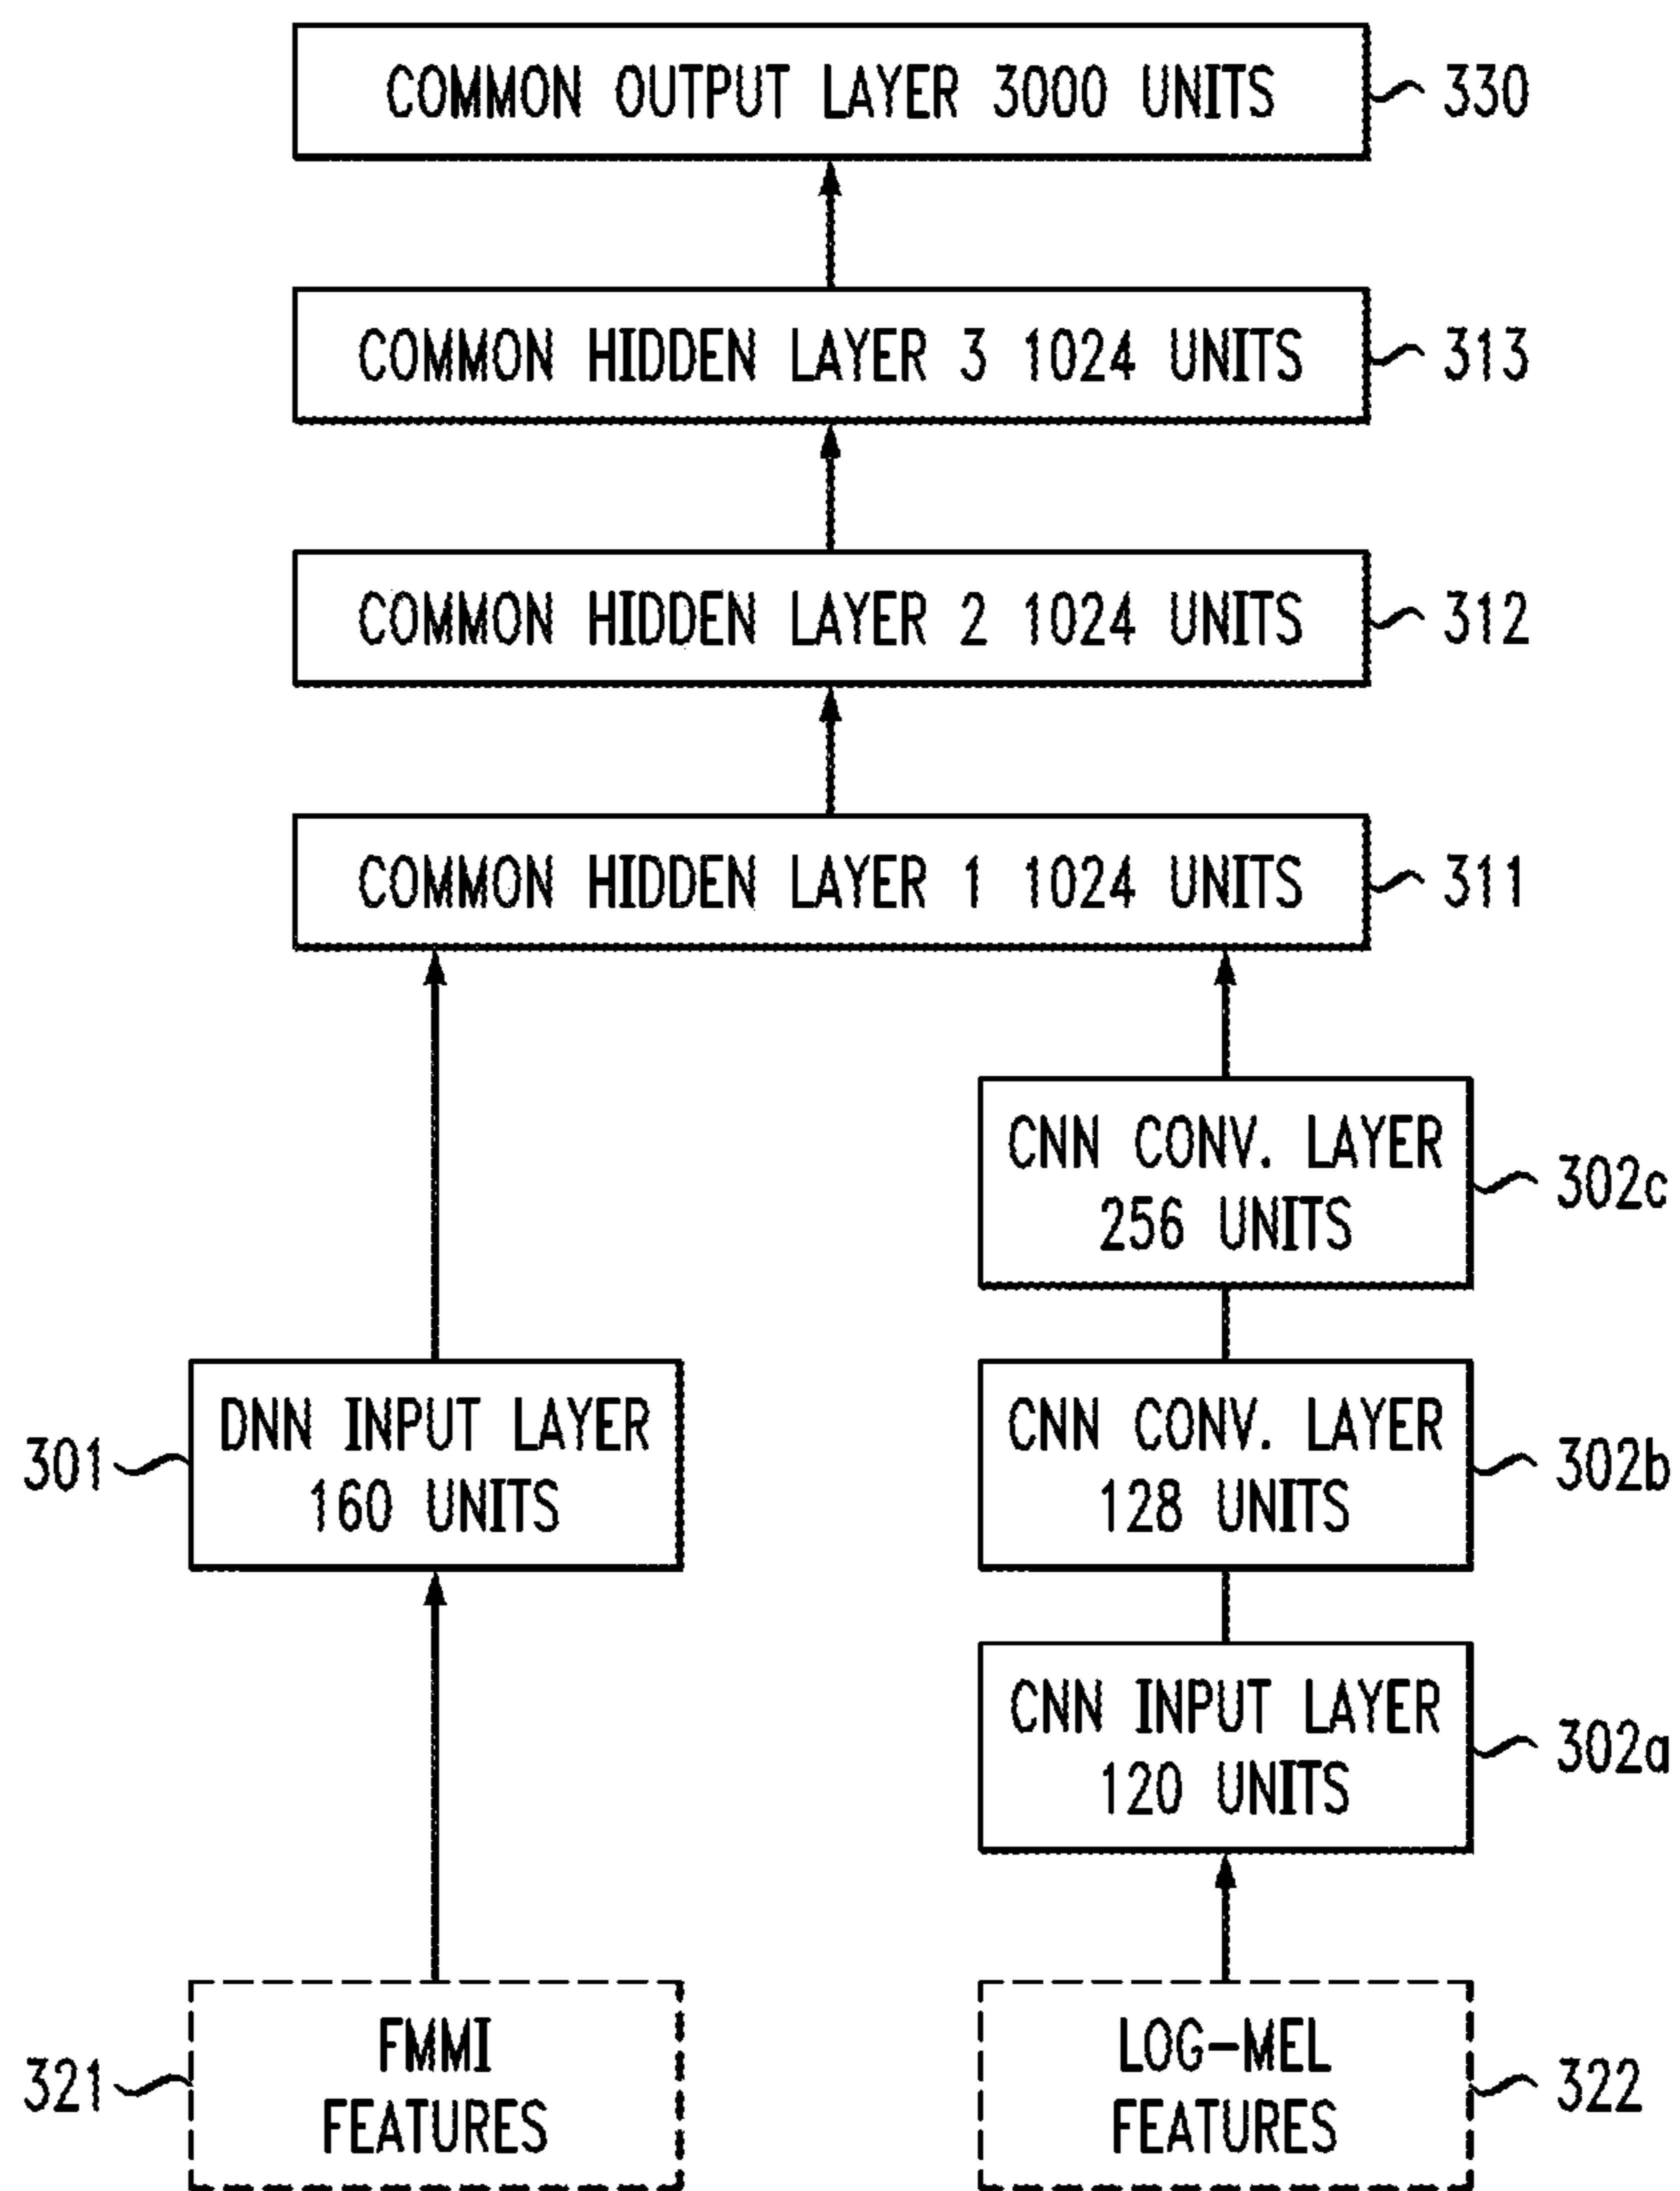 COMMON OUTPUT LAYER 3000 UNITS
330
COMMON HIDDEN LAYER 3 1024 UNITS
313
COMMON HIDDEN LAYER 2 1024 UNITS
312
COMMON HIDDEN LAYER 1 1024 UNITS
311
CNN CONV. LAYER
256 UNITS
302c
301
DNN INPUT LAYER
160 UNITS
CNN CONV. LAYER
128 UNITS
302b
CNN INPUT LAYER
120 UNITS
302a
321
FMMI
FEATURES
LOG-MEL
FEATURES
322